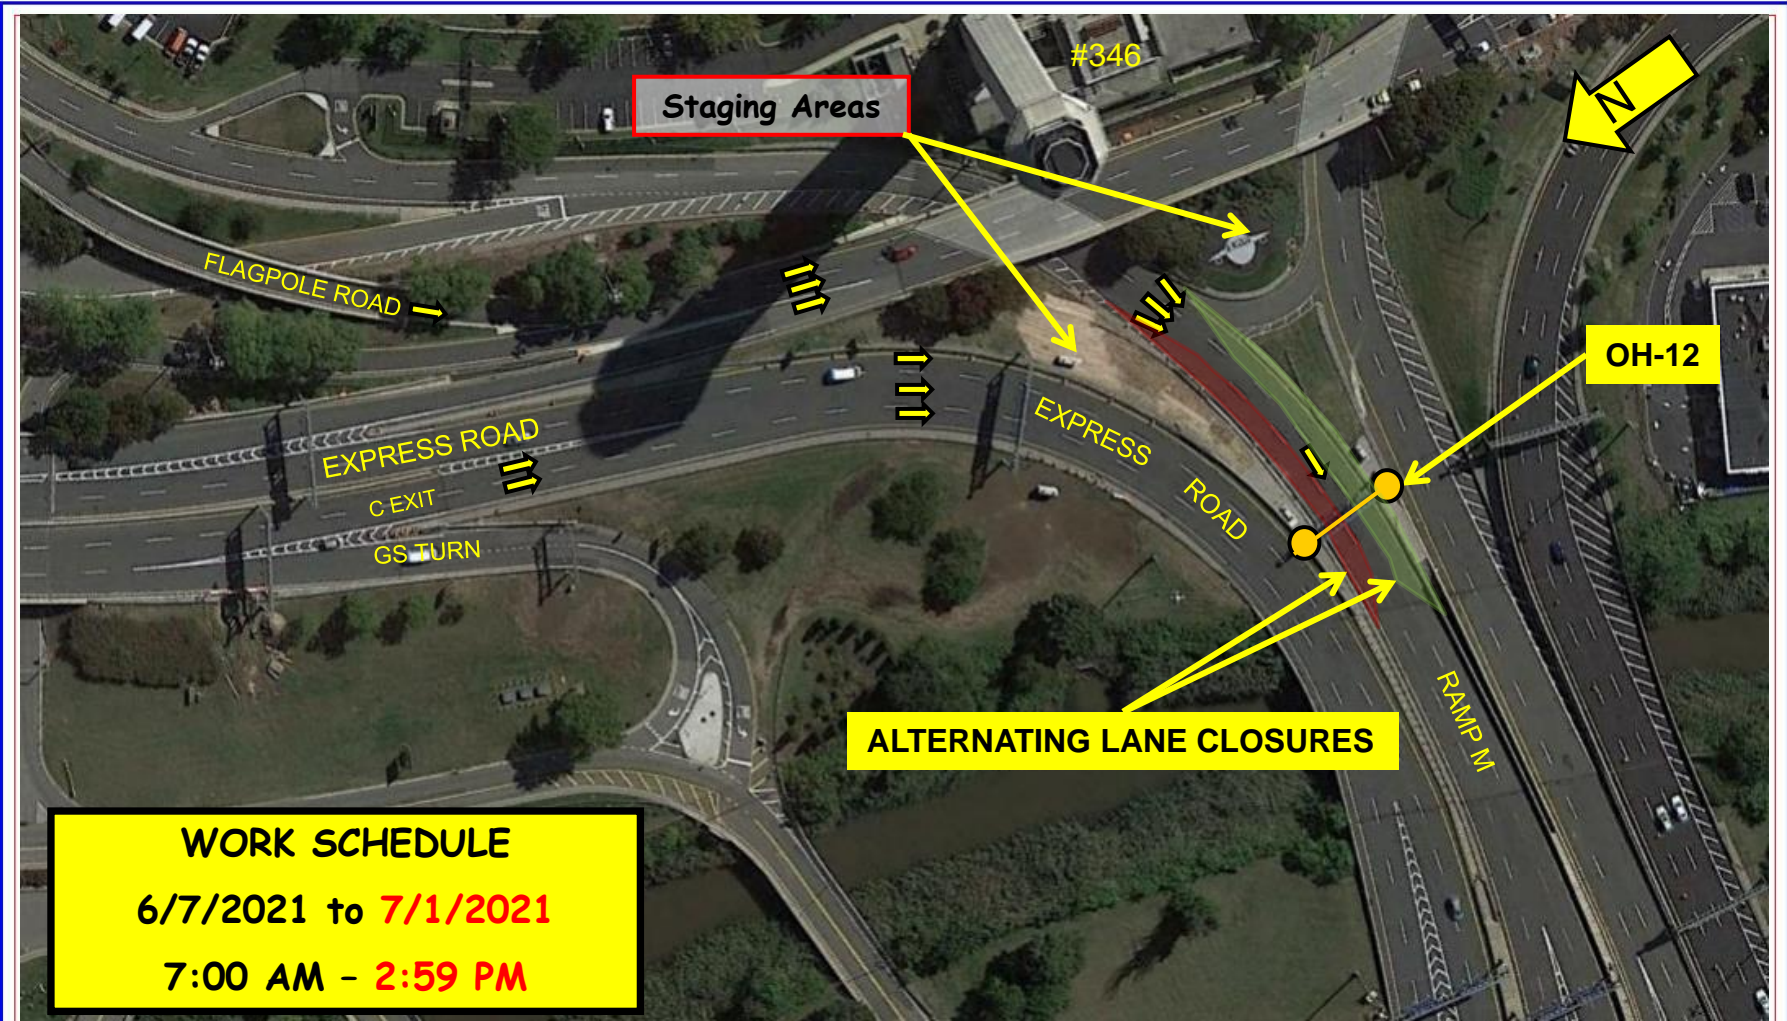 #346
Staging Areas
N
FLAGPOLE ROAD
OH-12
EXPRESS ROAD
EXPRESS
ROAD
C EXIT
GS TURN
RAMP M
ALTERNATING LANE CLOSURES
WORK SCHEDULE
6/7/2021 to 7/1/2021
7:00 AM – 2:59 PM